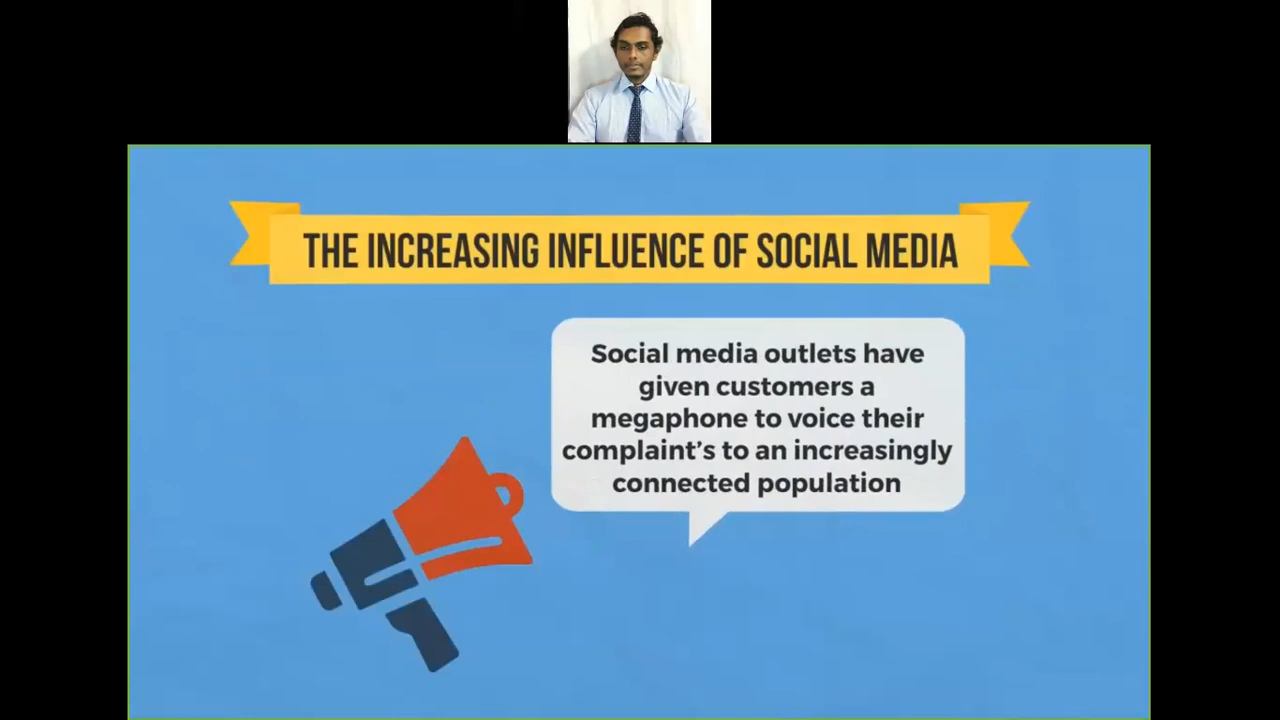 THE INCREASING INFLUENCE OF SOCIAL MEDIA
Social media outlets have
given customers a
megaphone to voice their
complaint's to an increasingly
connected population